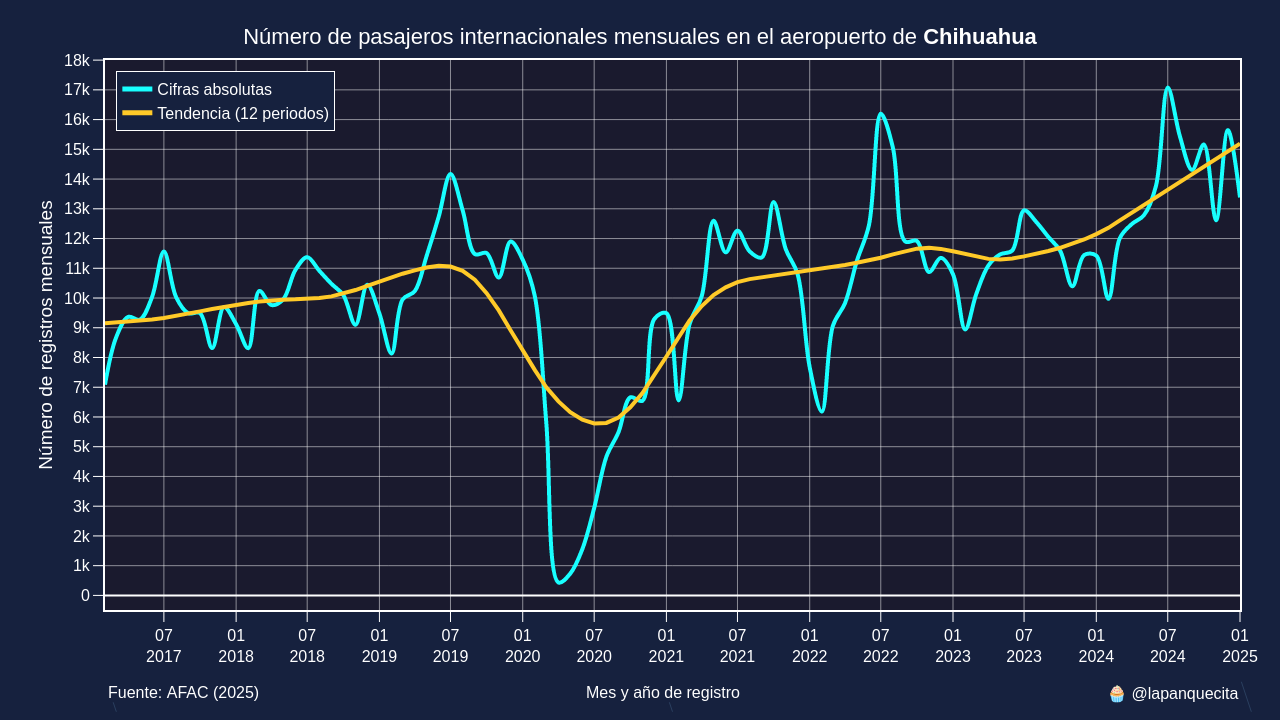 Número de pasajeros internacionales mensuales en el aeropuerto de Chihuahua
Cifras absolutas
Tendencia (12 periodos)
Número de registros mensuales
18k
17k
16k
15k
14k
13k
12k
11k
10k
9k
8k
7k
6k
5k
4k
3k
2k
1k
0
07 01 07 01 07 01 07 01 07 01 07 01 07 01 07 01
2017 2018 2018 2019 2019 2020 2020 2021 2021 2022 2022 2023 2023 2024 2024 2025
Fuente: AFAC (2025) Mes y año de registro 🧁 @lapanquecita